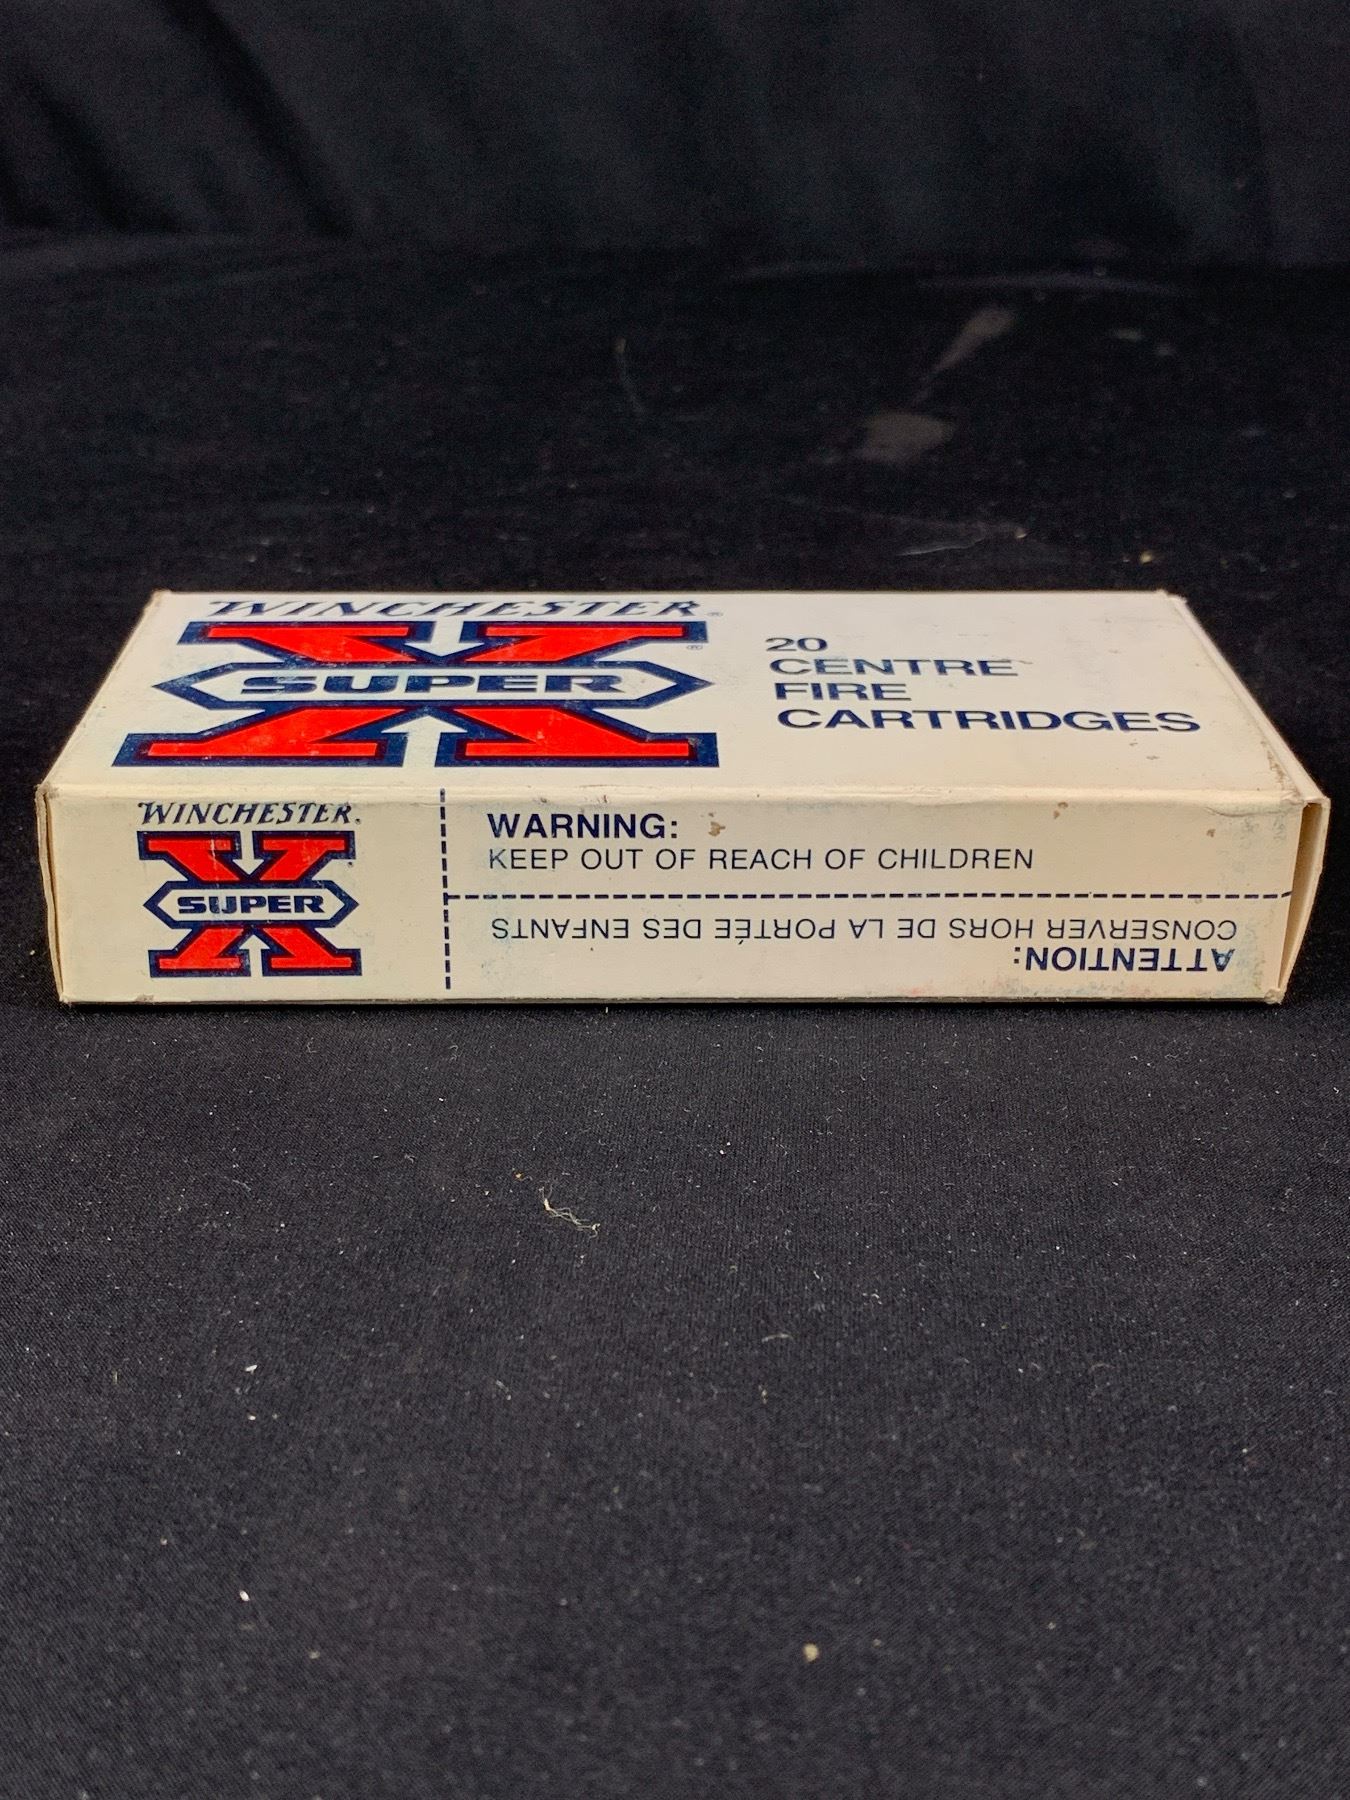 WINCHESTER®
SUPER X®
20
CENTRE
FIRE
CARTRIDGES
WINCHESTER®
SUPER X®
WARNING:
KEEP OUT OF REACH OF CHILDREN
ATTENTION:
CONSERVER HORS DE LA PORTÉE DES ENFANTS